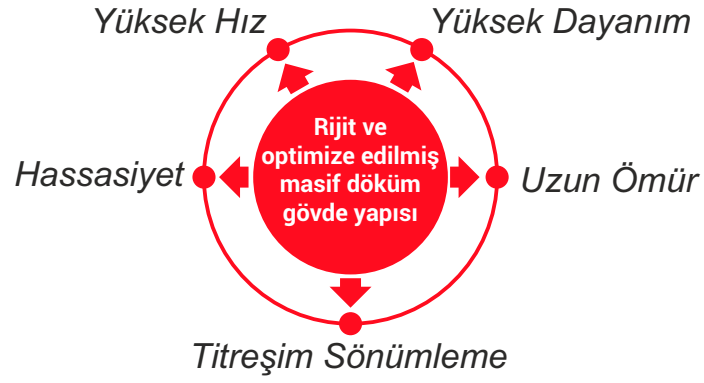 Yüksek Hız
Yüksek Dayanım
Rijit ve
optimize edilmiş
masif döküm
gövde yapısı
Hassasiyet
Uzun Ömür
Titreşim Sönümleme